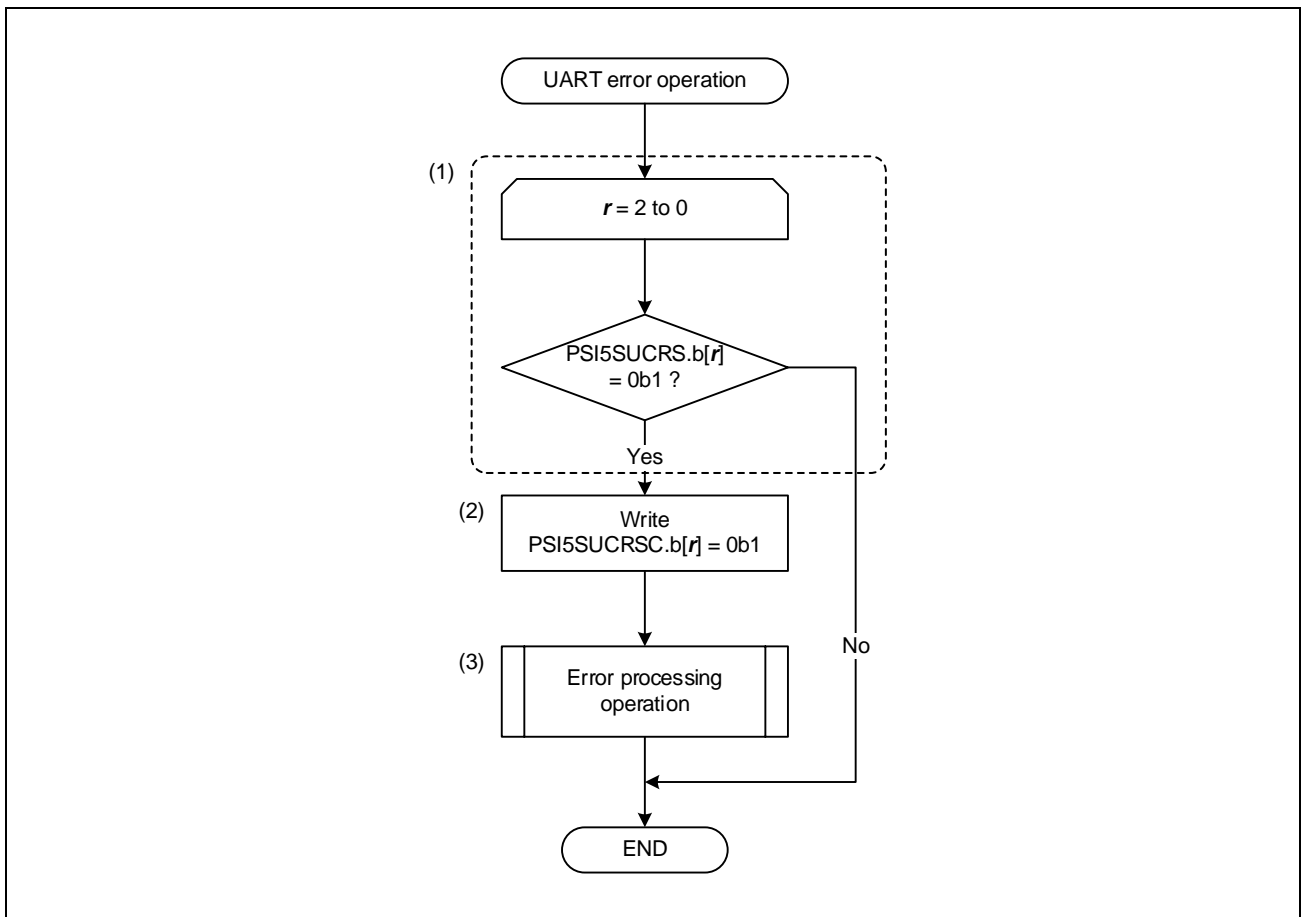 UART error operation
(1)
r = 2 to 0
PSI5SUCRS.b[r]
= 0b1 ?
Yes
(2)
Write
PSI5SUCRSC.b[r] = 0b1
No
(3)
Error processing
operation
END